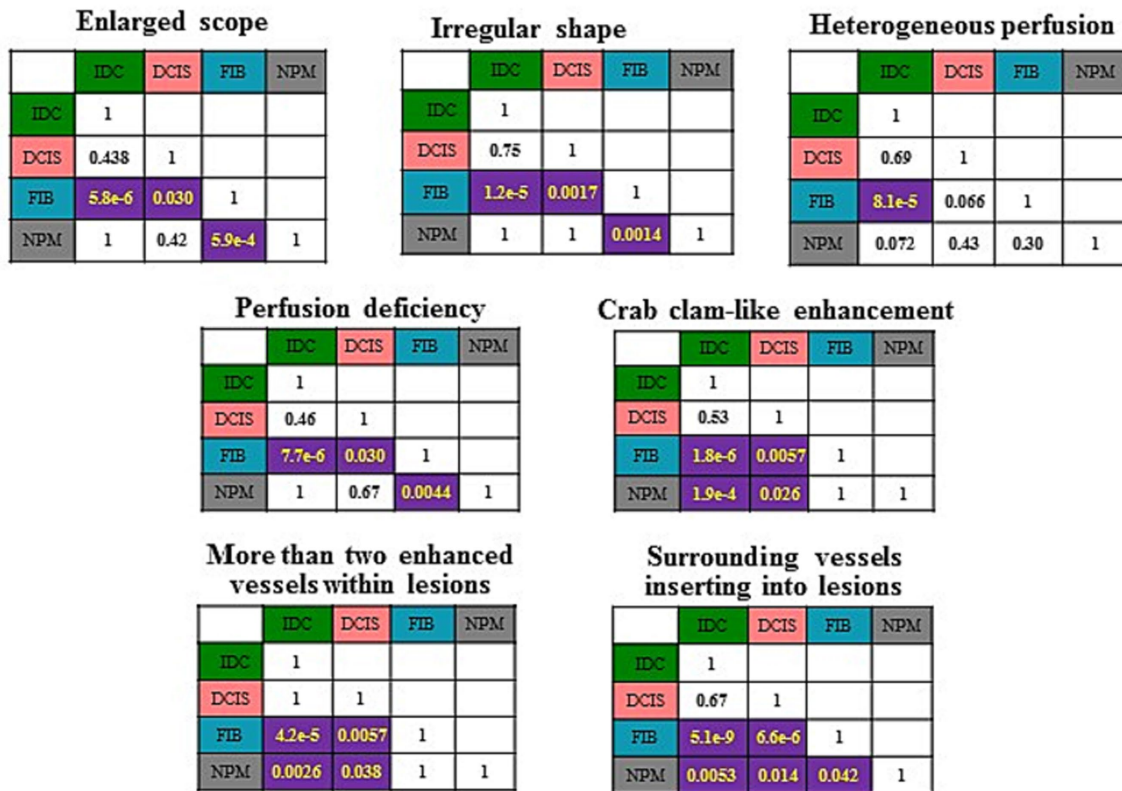 Enlarged scope
IDC DCIS FIB NPM
IDC 1
DCIS 0.438 1
FIB 5.8e-6 0.030 1
NPM 1 0.42 5.9e-4 1
Irregular shape
IDC DCIS FIB NPM
IDC 1
DCIS 0.75 1
FIB 1.2e-5 0.0017 1
NPM 1 1 0.0014 1
Heterogeneous perfusion
IDC DCIS FIB NPM
IDC 1
DCIS 0.69 1
FIB 8.1e-5 0.066 1
NPM 0.072 0.43 0.30 1
Perfusion deficiency
IDC DCIS FIB NPM
IDC 1
DCIS 0.46 1
FIB 7.7e-6 0.030 1
NPM 1 0.67 0.0044 1
Crab clam-like enhancement
IDC DCIS FIB NPM
IDC 1
DCIS 0.53 1
FIB 1.8e-6 0.0057 1
NPM 1.9e-4 0.026 1 1
More than two enhanced
vessels within lesions
IDC DCIS FIB NPM
IDC 1
DCIS 1 1
FIB 4.2e-5 0.0057 1
NPM 0.0026 0.038 1 1
Surrounding vessels
inserting into lesions
IDC DCIS FIB NPM
IDC 1
DCIS 0.67 1
FIB 5.1e-9 6.6e-6 1
NPM 0.0053 0.014 0.042 1